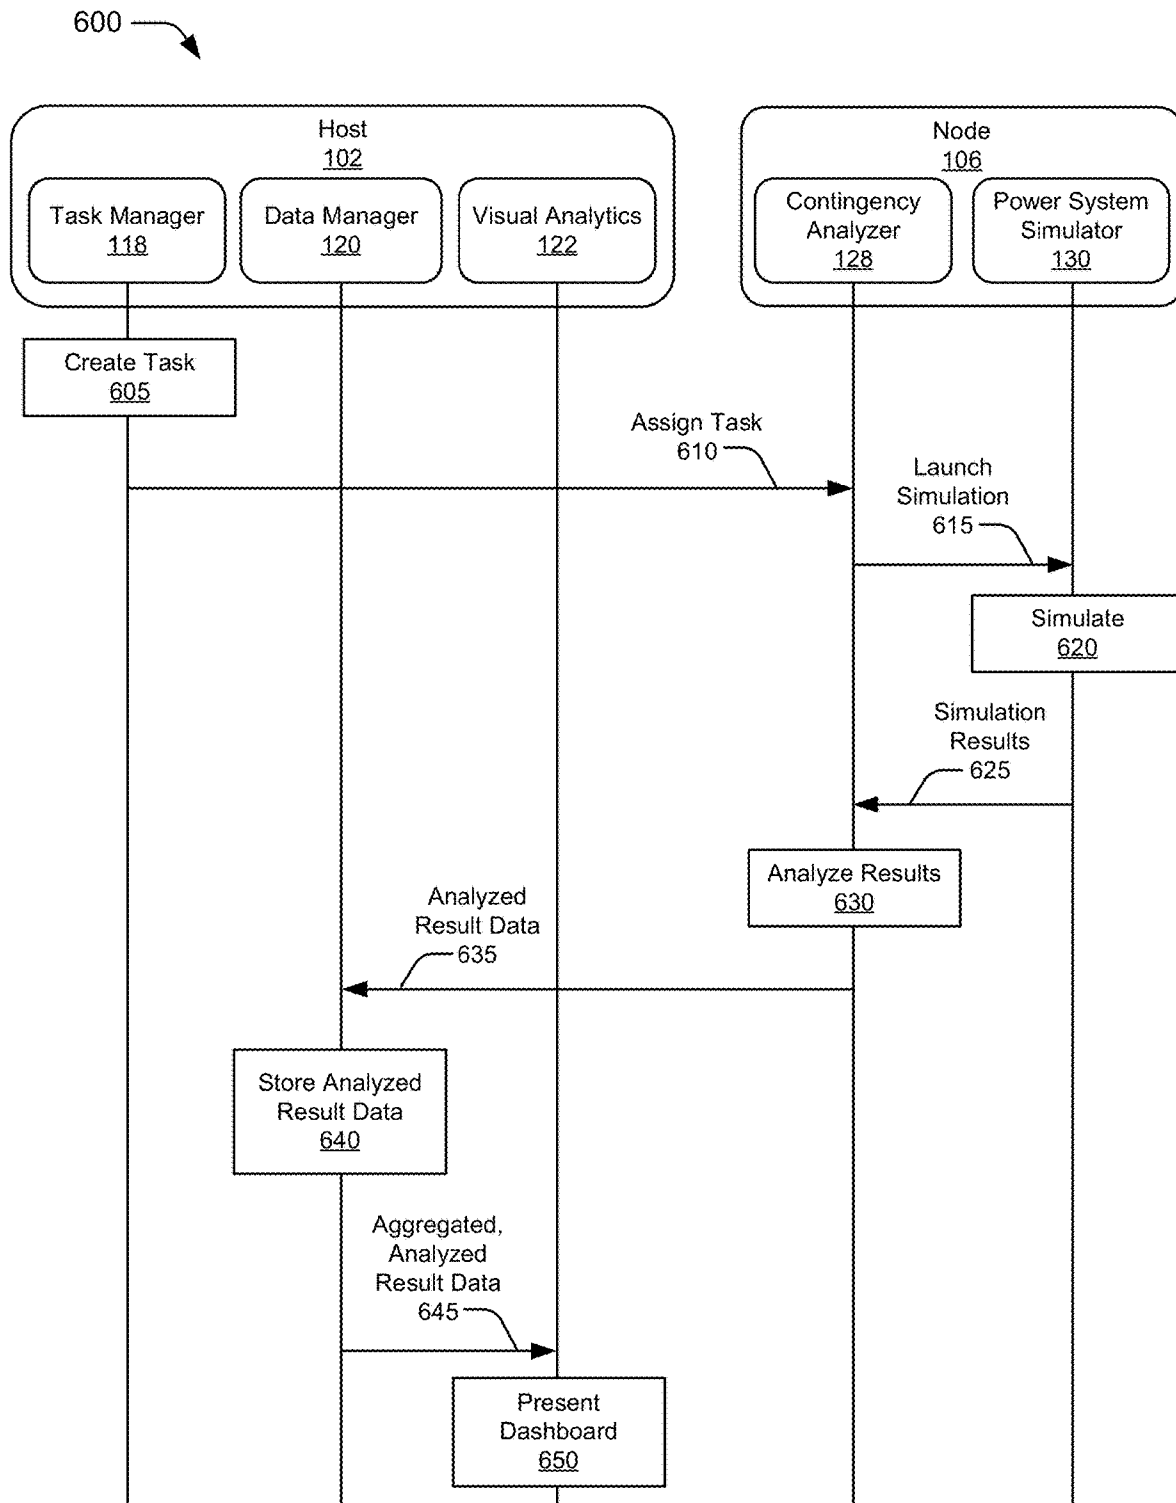 600
Host
102
Task Manager
118
Data Manager
120
Visual Analytics
122
Node
106
Contingency
Analyzer
128
Power System
Simulator
130
Create Task
605
Assign Task
610
Launch
Simulation
615
Simulate
620
Simulation
Results
625
Analyze Results
630
Analyzed
Result Data
635
Store Analyzed
Result Data
640
Aggregated,
Analyzed
Result Data
645
Present
Dashboard
650